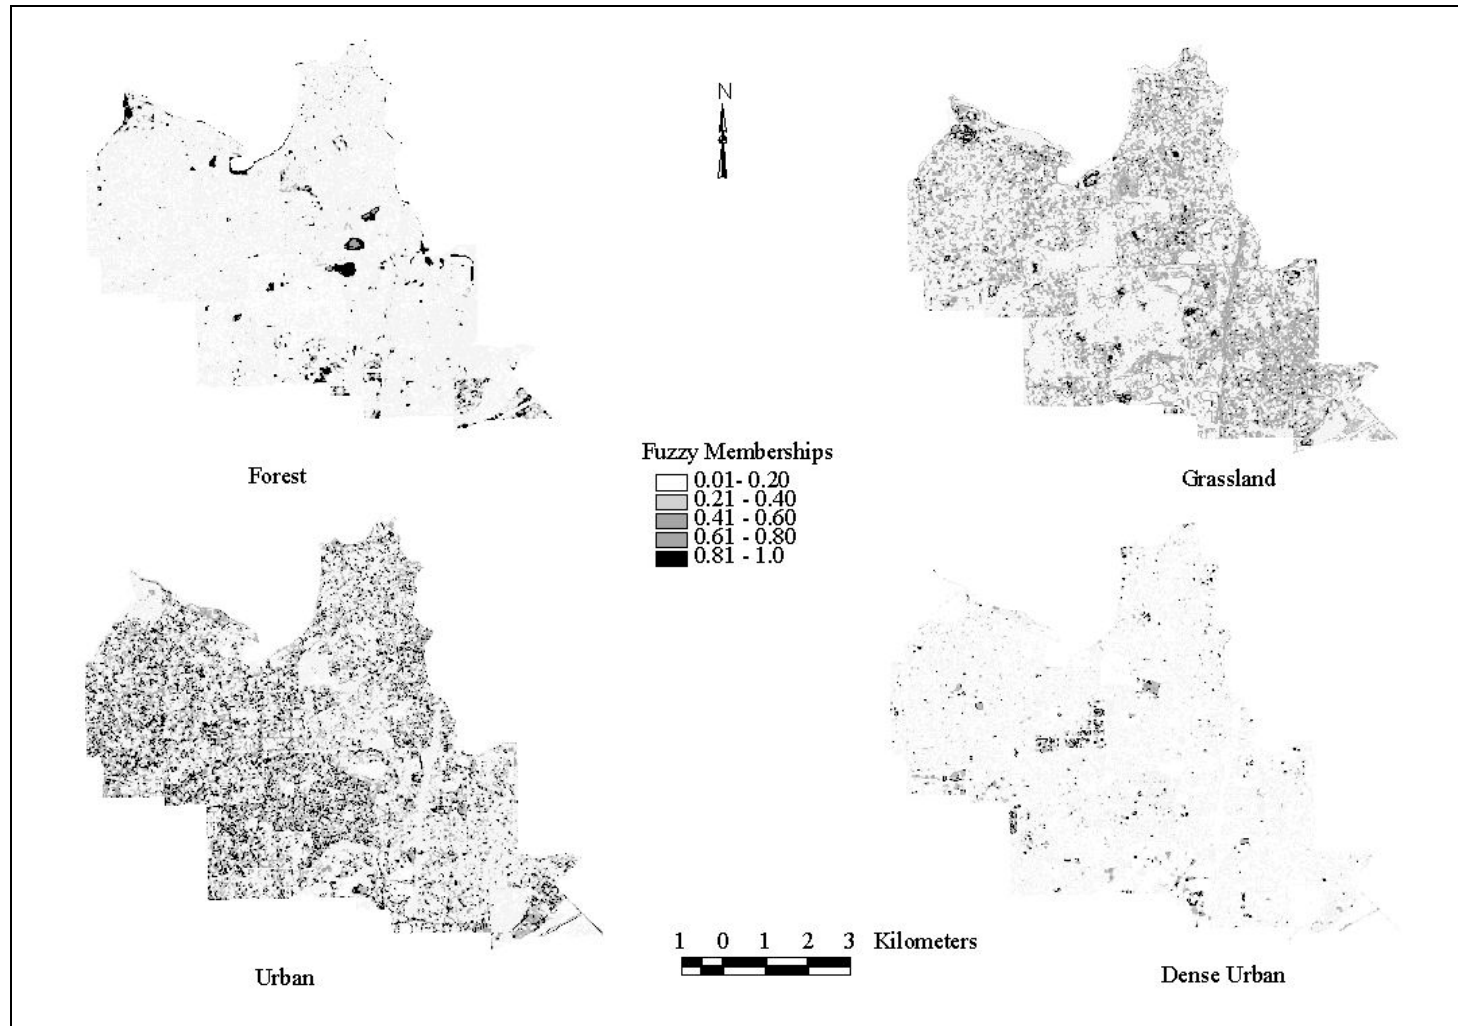 N
Forest
Grassland
Fuzzy Memberships
0.01- 0.20
0.21 - 0.40
0.41 - 0.60
0.61 - 0.80
0.81 - 1.0
1 0 1 2 3 Kilometers
Urban
Dense Urban